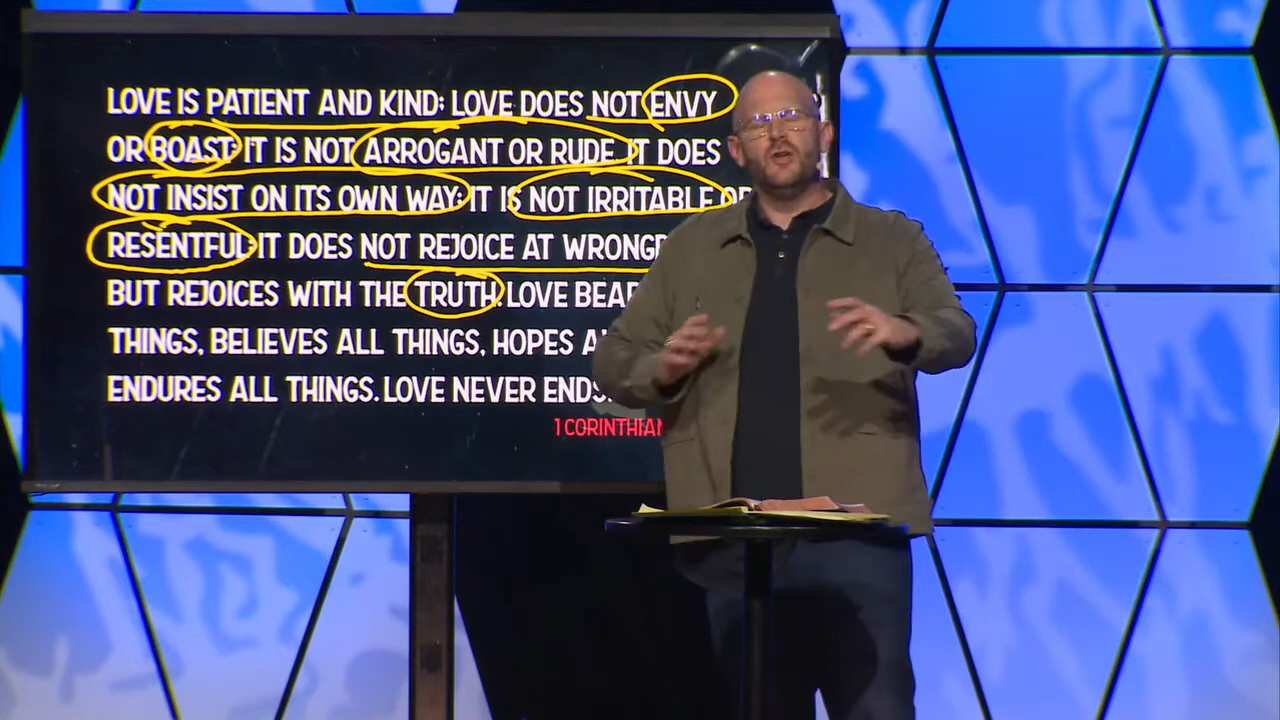 LOVE IS PATIENT AND KIND; LOVE DOES NOT ENVY
OR BOAST; IT IS NOT ARROGANT OR RUDE. IT DOES
NOT INSIST ON ITS OWN WAY; IT IS NOT IRRITABLE
RESENTFUL; IT DOES NOT REJOICE AT
BUT REJOICES WITH THE TRUTH. LOVE
THINGS, BELIEVES ALL THINGS, HOPES
ENDURES ALL THINGS. LOVE NEVER ENDS.
1